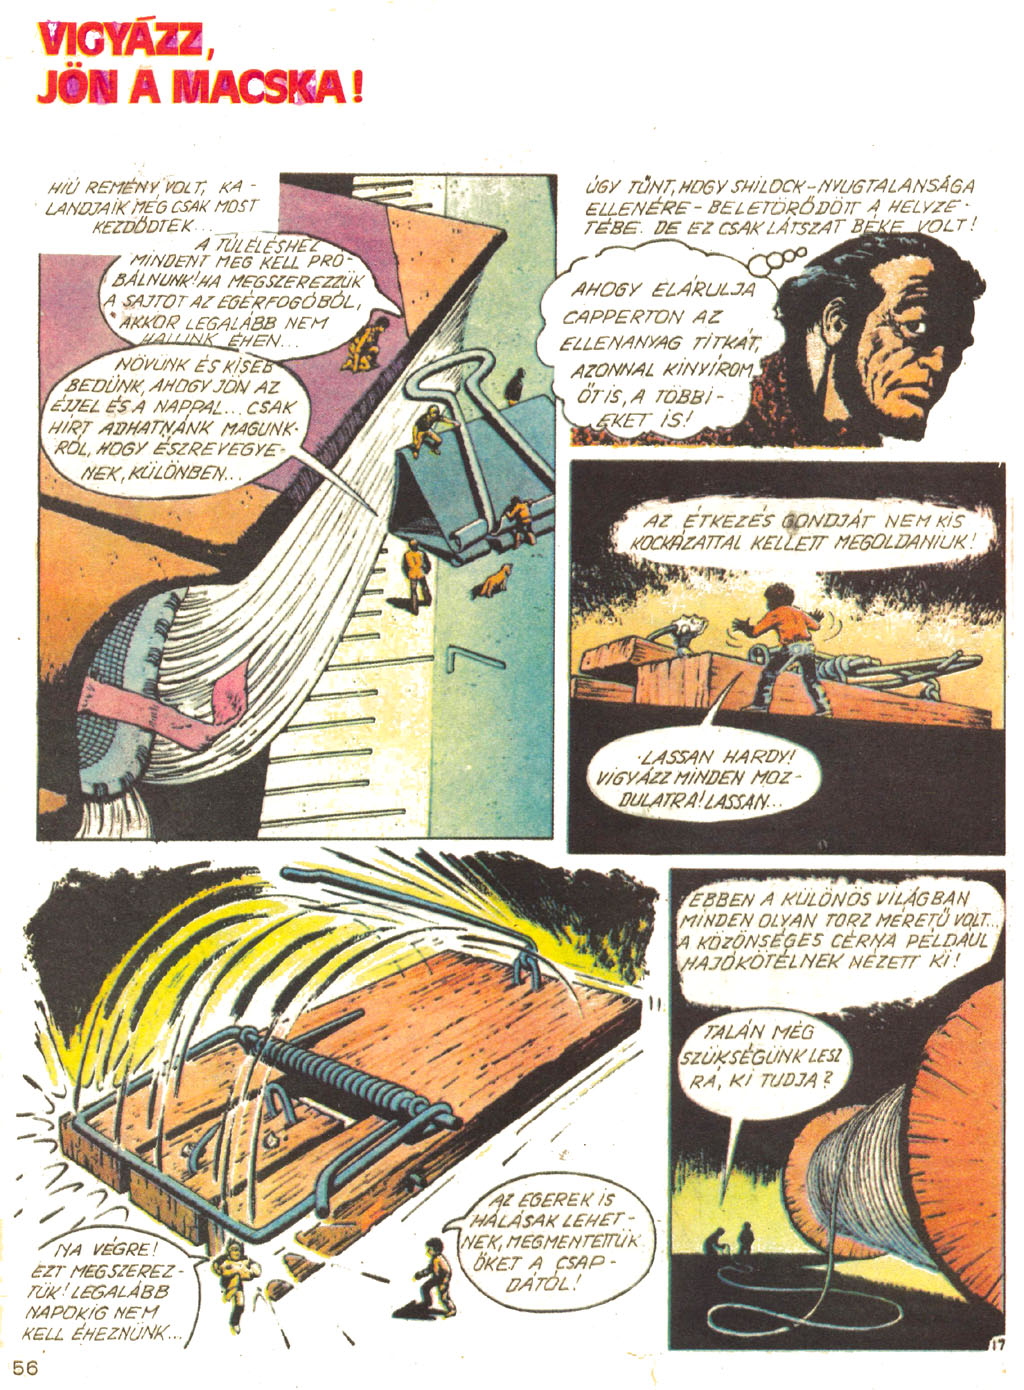 VIGYÁZZ,
JÖN A MACSKA!
HIÚ REMÉNY VOLT, KA-
LANDJAIK MÉG CSAK MOST
KEZDŐDTEK...
A TÚLÉLÉSHEZ
MINDENT MEG KELL PRÓ-
BÁLNUNK! HA MEGSZEREZZÜK
A SAJTOT AZ EGÉRFOGÓBÓL,
AKKOR LEGALÁBB NEM
HALUNK ÉHEN...
NÖVÜNK ÉS KISEB
BEDÜNK, AHOGY JÖN AZ
ÉJJEL ÉS A NAPPAL... CSAK
HIRT ADHATNÁNK MAGUNK-
RÓL, HOGY ÉSZREVEGYE-
NEK, KÜLÖNBEN...
7
ÚGY TŰNT, HOGY SHILOCK-NYUGTALANSÁGA
ELLENÉRE-BELETÖRŐDÖTT A HELYZE-
TÉBE. DE EZ CSAK LÁTSZAT BÉKE VOLT!
AHOGY ELÁRULJA
CAPPERTON AZ
ELLENANYAG TITKÁT,
AZONNAL KINYÍROM
ŐT IS, A TÖBBI-
EKET IS!
AZ ÉTKEZÉS GONDJÁT NEM KIS
KOCKÁZATTAL KELLETT MEGOLDANIUK!
LASSAN HARDY!
VIGYÁZZ MINDEN MOZ-
DULATRA! LASSAN...
NA VÉGRE!
EZT MEGSZEREZ-
TÜK! LEGALÁBB
NAPOKIG NEM
KELL ÉHEZNÜNK...
AZ EGEREK IS
HÁLÁSAK LEHET-
NEK, MEGMENTETTÜK
ŐKET A CSAP-
DÁTÓL!
EBBEN A KÜLÖNÖS VILÁGBAN
MINDEN OLYAN TORZ MÉRETŰ VOLT...
A KÖZÖNSÉGES CÉRNA PÉLDÁUL
HAJÓKÖTÉLNEK NÉZETT KI!
TALÁN MÉG
SZÜKSÉGÜNK LESZ
RÁ, KI TUDJA?
17
56